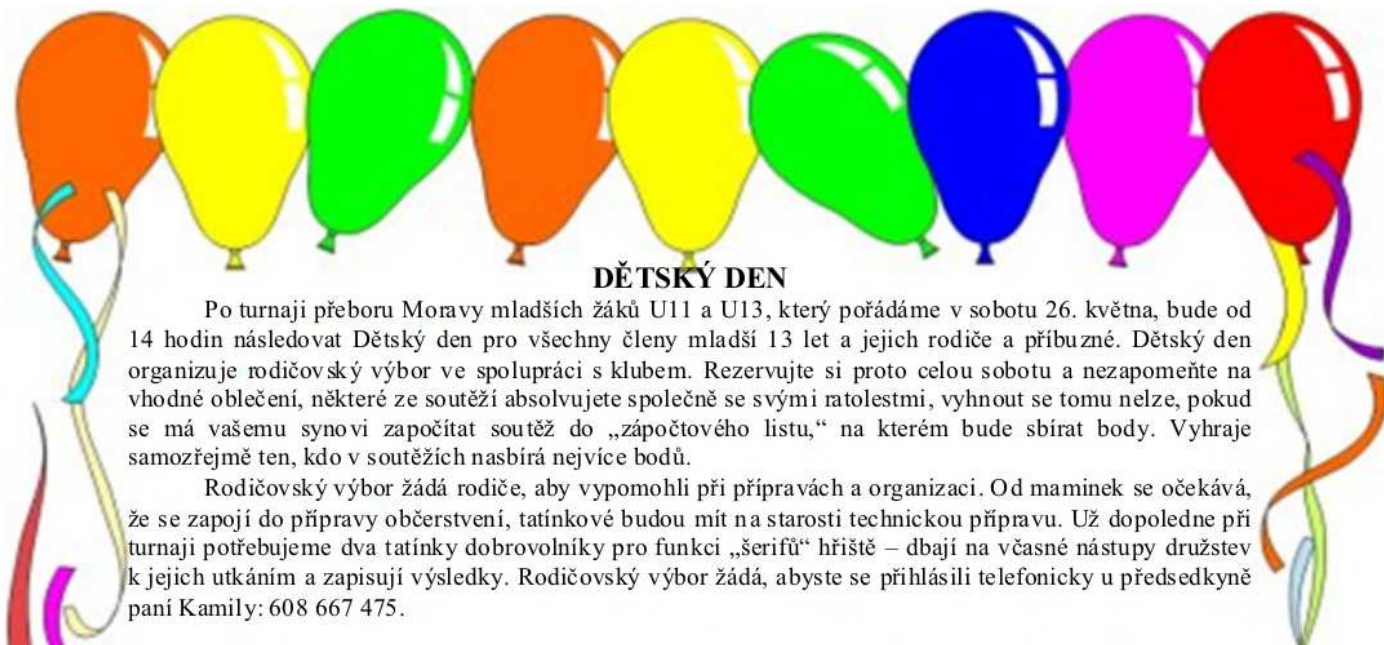 DĚTSKÝ DEN
Po turnaji přeboru Moravy mladších žáků U11 a U13, který pořádáme v sobotu 26. května, bude od
14 hodin následovat Dětský den pro všechny členy mladší 13 let a jejich rodiče a příbuzné. Dětský den
organizuje rodičovský výbor ve spolupráci s klubem. Rezervujte si proto celou sobotu a nezapomeňte na
vhodné oblečení, některé ze soutěží absolvujete společně se svými ratolestmi, vyhnout se tomu nelze, pokud
se má vašemu synovi započítat soutěž do „zápočtového listu,“ na kterém bude sbírat body. Vyhraje
samozřejmě ten, kdo v soutěžích nasbírá nejvíce bodů.
Rodičovský výbor žádá rodiče, aby vypomohli při přípravách a organizaci. Od maminek se očekává,
že se zapojí do přípravy občerstvení, tatínkové budou mít na starosti technickou přípravu. Už dopoledne při
turnaji potřebujeme dva tatínky dobrovolníky pro funkci „šerifů“ hřiště – dbají na včasné nástupy družstev
k jejich utkáním a zapisují výsledky. Rodičovský výbor žádá, abyste se přihlásili telefonicky u předsedkyně
paní Kamily: 608 667 475.